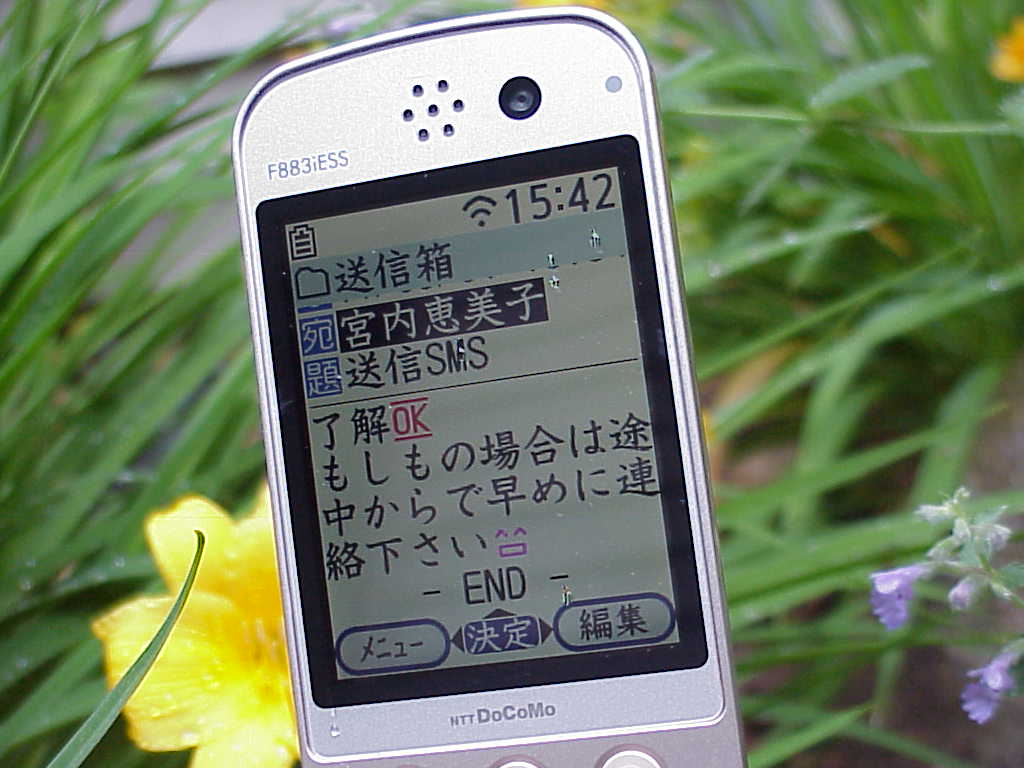 F883iESS
15:42
送信箱
宛 宮内恵美子
題 送信SMS
了解OK
もしもの場合は途
中からで早めに連
絡下さい
- END -
メニュー 決定 編集
NTT DoCoMo